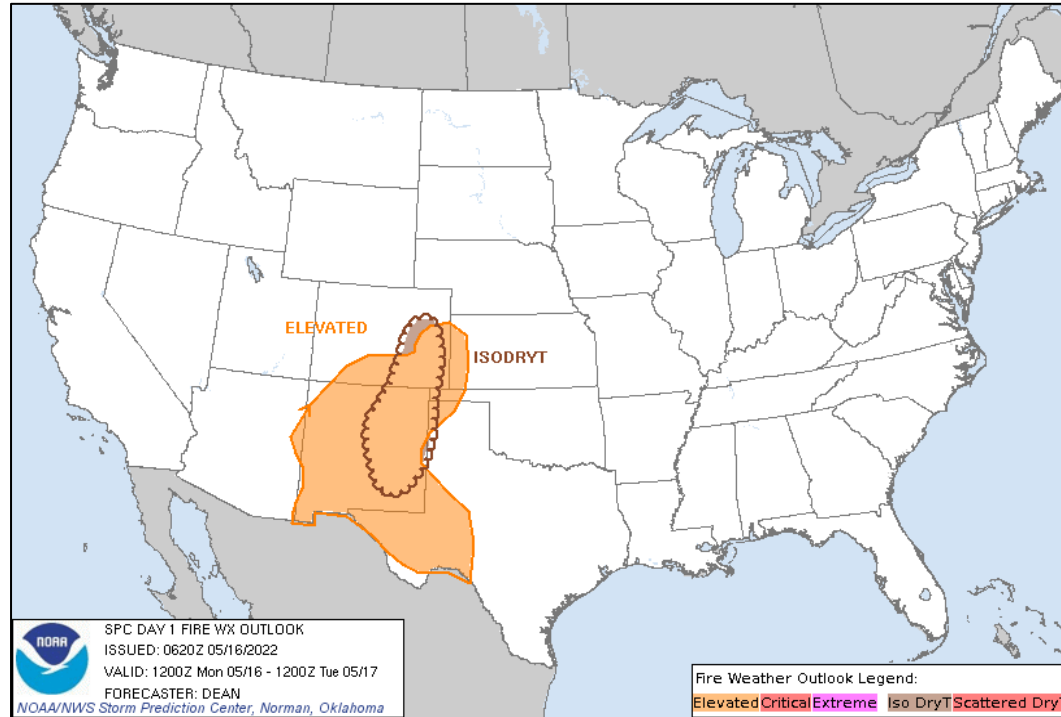 ELEVATED
ISODRYT
NOAA
SPC DAY 1 FIRE WX OUTLOOK
ISSUED: 0620Z 05/16/2022
VALID: 1200Z Mon 05/16 - 1200Z Tue 05/17
FORECASTER: DEAN
NOAA/NWS Storm Prediction Center, Norman, Oklahoma
Fire Weather Outlook Legend:
Elevated Critical Extreme Iso DryT Scattered DryT